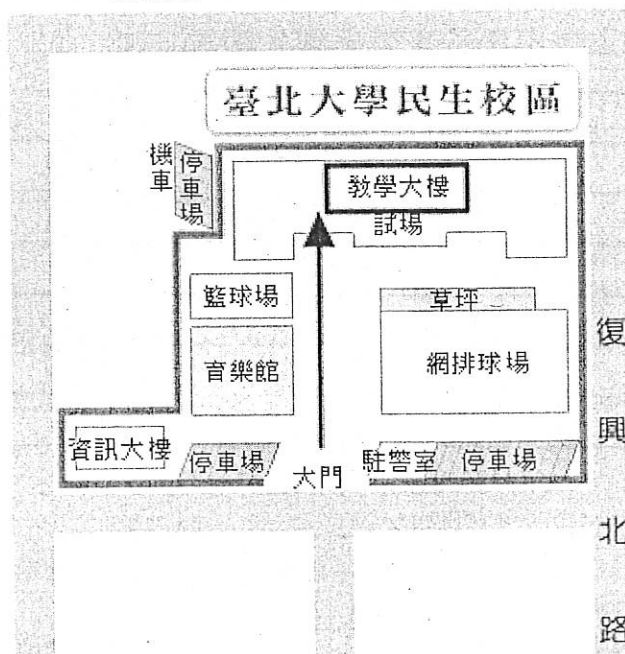 臺北大學民生校區
機車
停車場
教學大樓
試場
籃球場
草坪
育樂館
網排球場
資訊大樓
停車場
大門
駐警室
停車場
復興北路